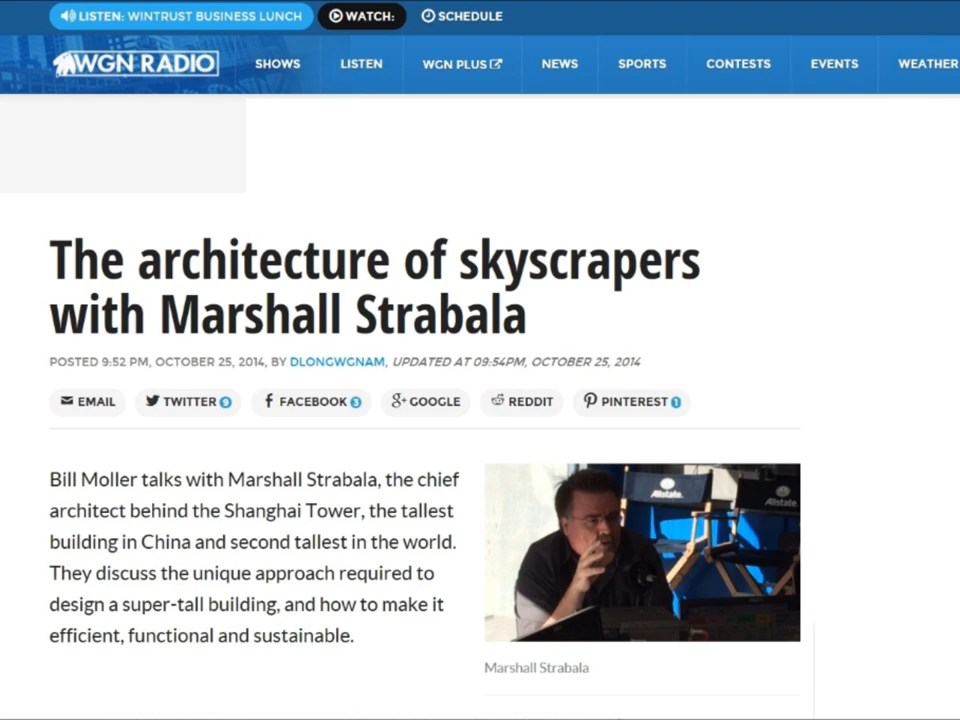 LISTEN: WINTRUST BUSINESS LUNCH WATCH: SCHEDULE
WGN RADIO SHOWS LISTEN WGN PLUS NEWS SPORTS CONTESTS EVENTS WEATHER
The architecture of skyscrapers
with Marshall Strabala
POSTED 9:52 PM, OCTOBER 25, 2014, BY DLONGWGNAM, UPDATED AT 09:54PM, OCTOBER 25, 2014
EMAIL TWITTER 9 FACEBOOK 3 GOOGLE REDDIT PINTEREST 1
Bill Moller talks with Marshall Strabala, the chief
architect behind the Shanghai Tower, the tallest
building in China and second tallest in the world.
They discuss the unique approach required to
design a super-tall building, and how to make it
efficient, functional and sustainable.
Allstate.
Allstate
Marshall Strabala